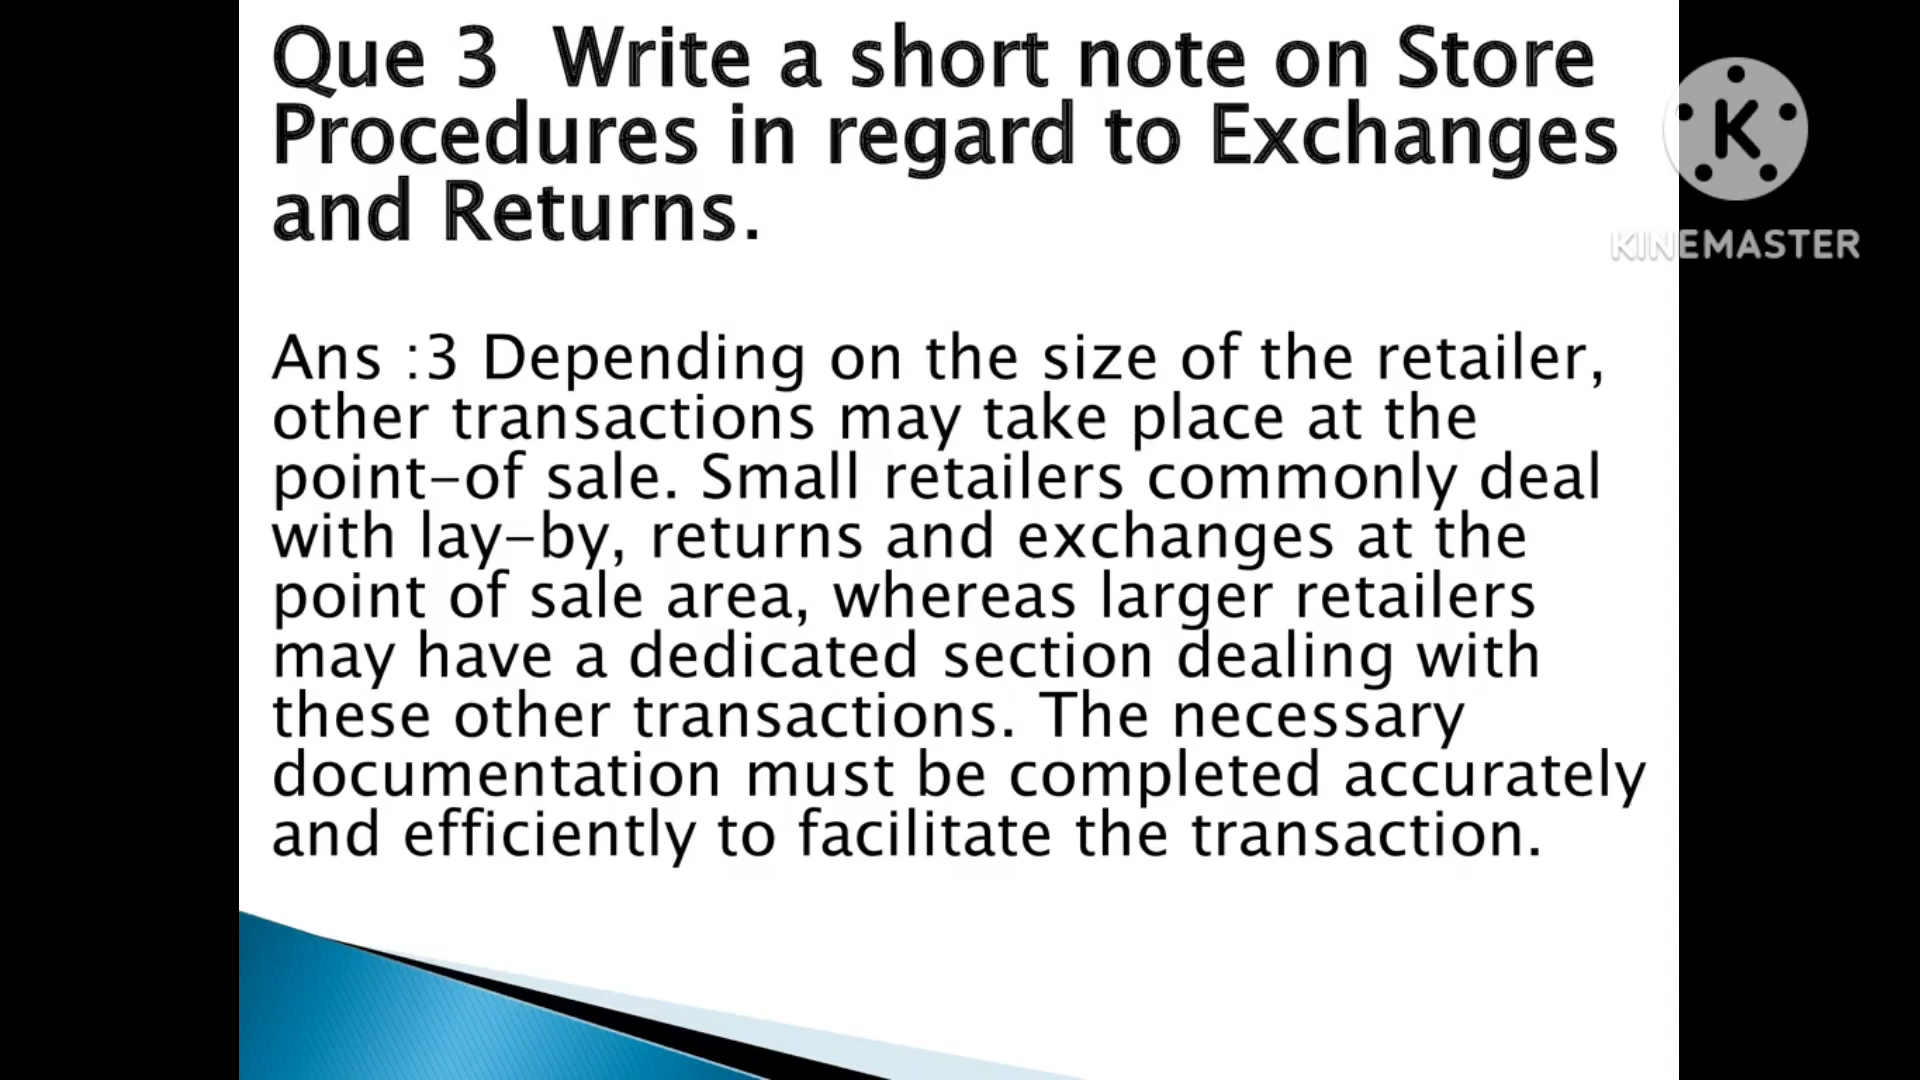 Que 3  Write a short note on Store
Procedures in regard to Exchanges
and Returns.
K
KINEMASTER
Ans :3 Depending on the size of the retailer,
other transactions may take place at the
point-of sale. Small retailers commonly deal
with lay-by, returns and exchanges at the
point of sale area, whereas larger retailers
may have a dedicated section dealing with
these other transactions. The necessary
documentation must be completed accurately
and efficiently to facilitate the transaction.